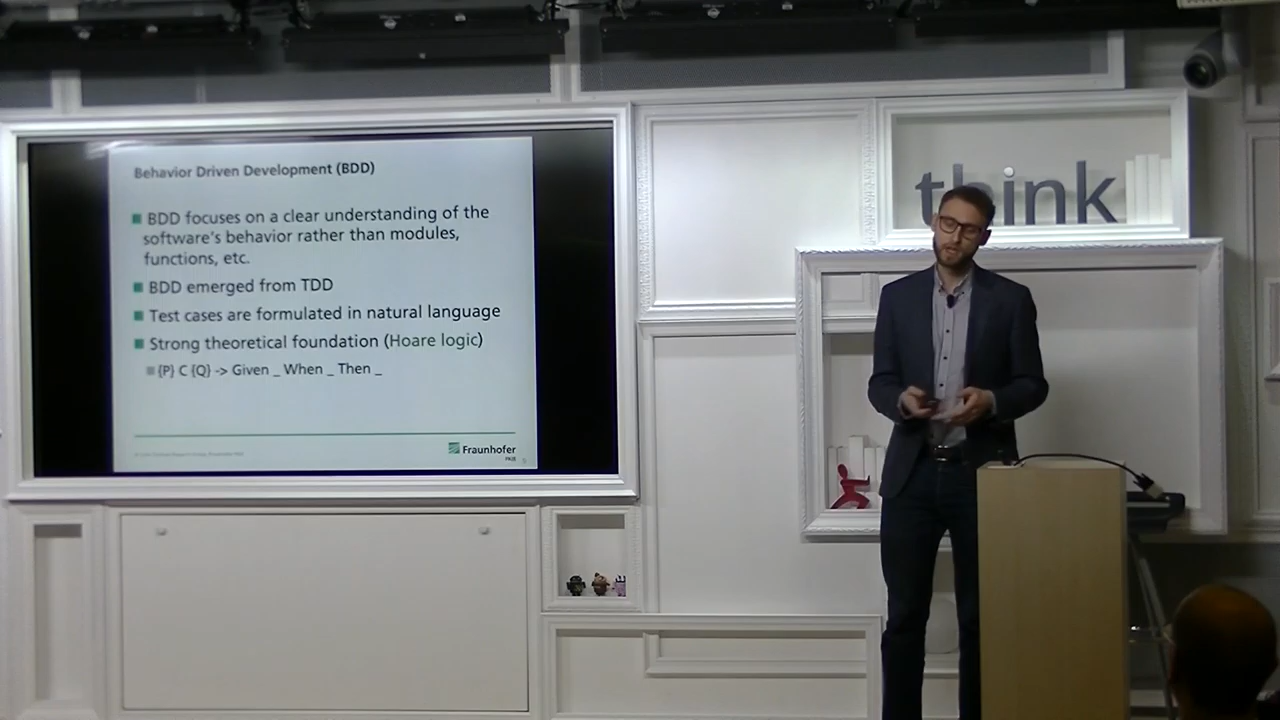 Behavior Driven Development (BDD)
BDD focuses on a clear understanding of the
software's behavior rather than modules,
functions, etc.
BDD emerged from TDD
Test cases are formulated in natural language
Strong theoretical foundation (Hoare logic)
{P} C {Q} -> Given _ When _ Then _
Fraunhofer
FKIE
think